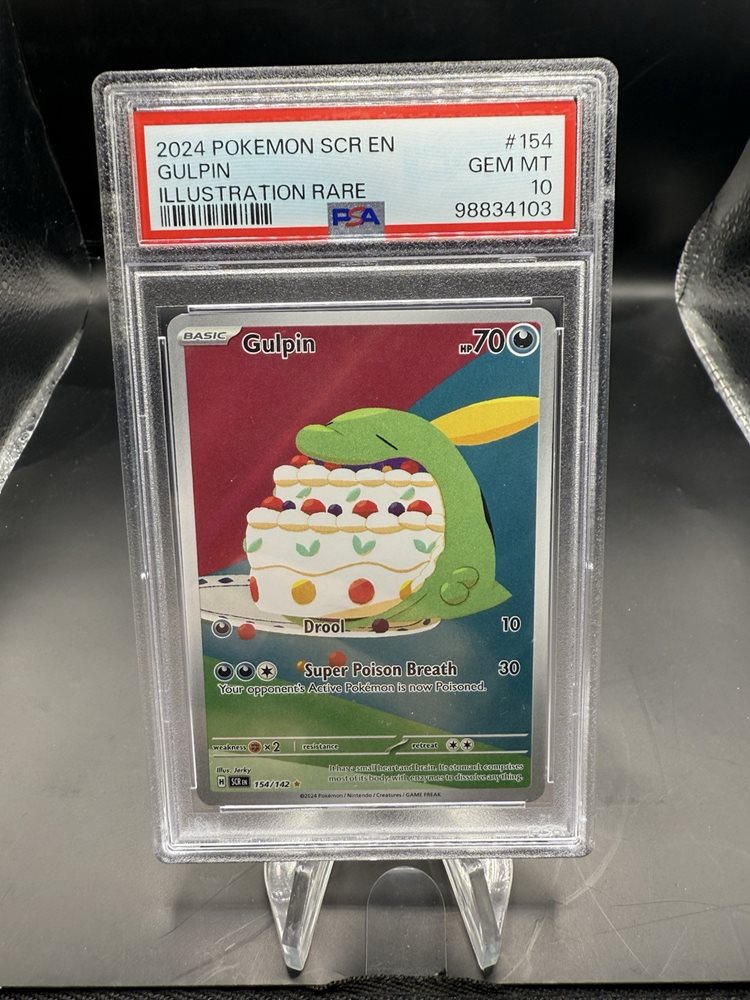 2024 POKEMON SCR EN #154
GULPIN GEM MT
ILLUSTRATION RARE 10
PSA 98834103
BASIC Gulpin HP70
Drool 10
Super Poison Breath 30
Your opponent's Active Pokémon is now Poisoned.
weakness ×2 resistance retreat
It has a small heart and brain. Its stomach comprises
most of its body, with enzymes to dissolve anything.
Illus. Jerky
H SCR EN 154/142
©2024 Pokémon / Nintendo / Creatures / GAME FREAK